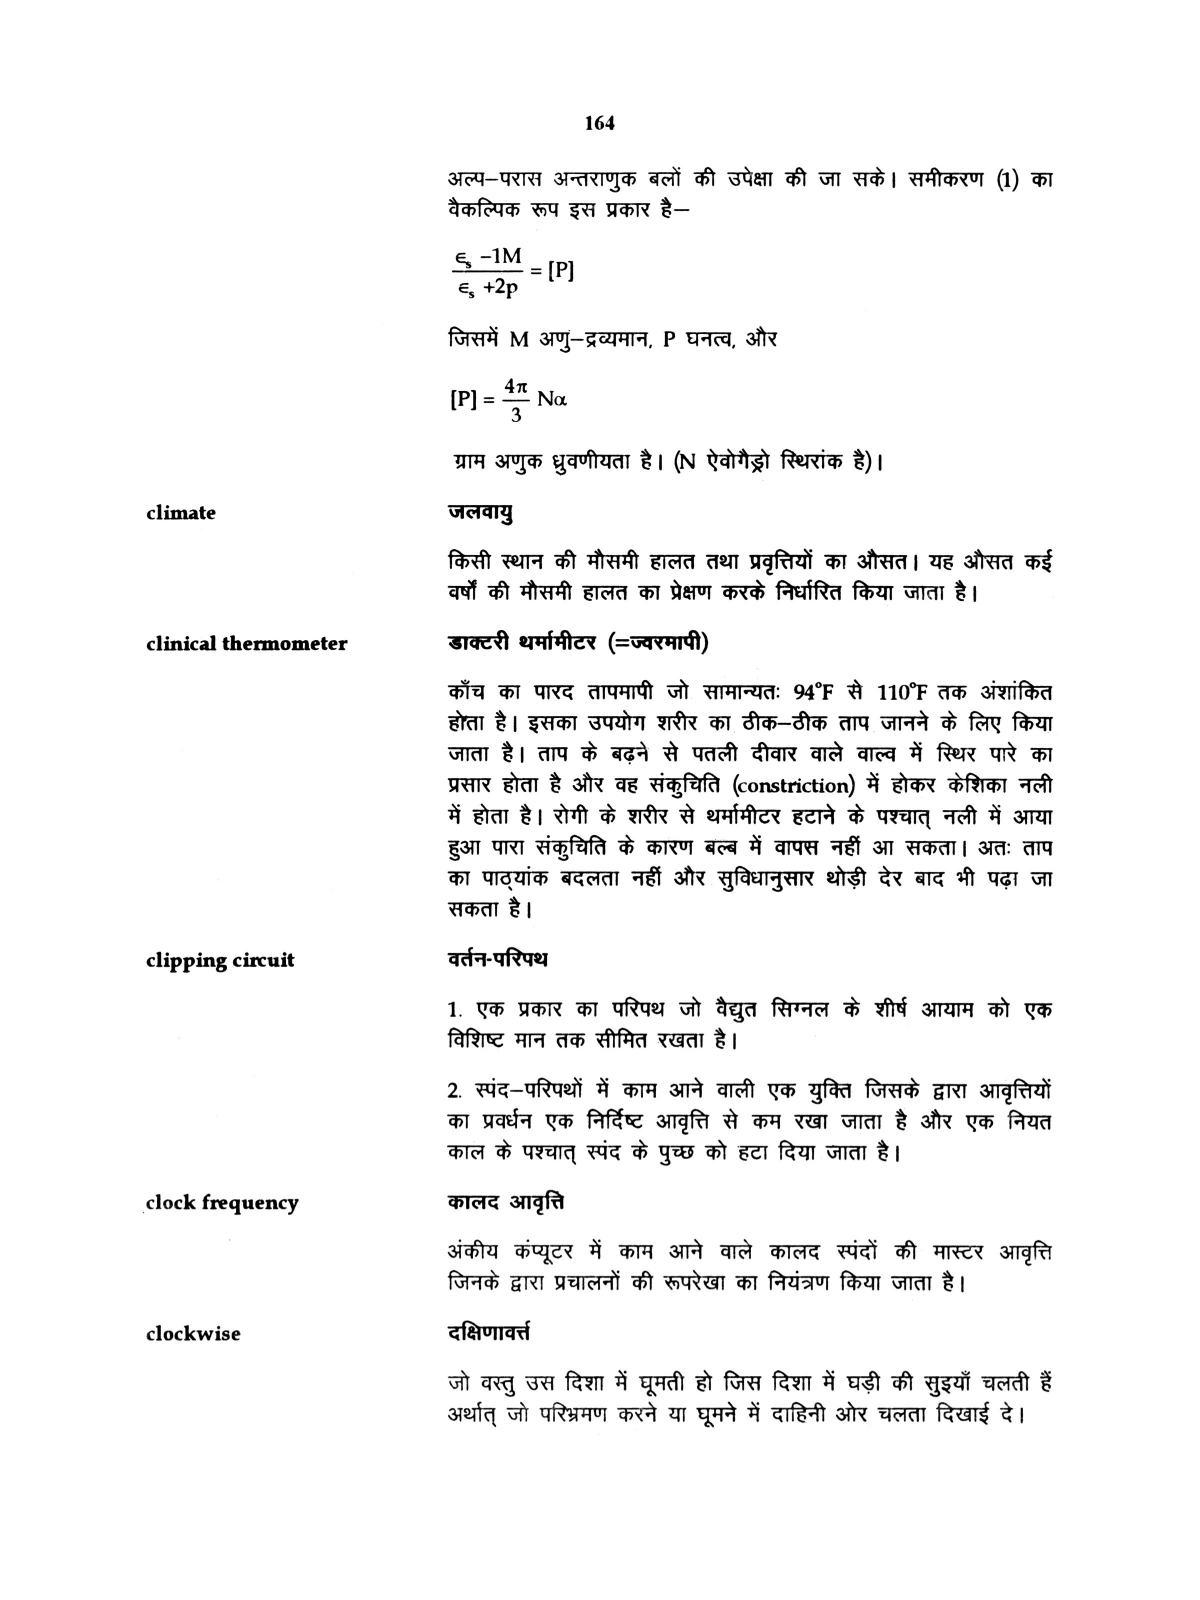 164
अल्प–परास अन्तराणुक बलों की उपेक्षा की जा सके। समीकरण (1) का
वैकल्पिक रूप इस प्रकार है–
ϵₛ –1M
ϵₛ +2p
= [P]
जिसमें M अणु–द्रव्यमान, P घनत्व, और
[P] = 4π/3 Nα
ग्राम अणुक ध्रुवणीयता है। (N ऐवोगैड्रो स्थिरांक है)।
climate जलवायु
किसी स्थान की मौसमी हालत तथा प्रवृत्तियों का औसत। यह औसत कई
वर्षों की मौसमी हालत का प्रेक्षण करके निर्धारित किया जाता है।
clinical thermometer डाक्टरी थर्मामीटर (=ज्वरमापी)
काँच का पारद तापमापी जो सामान्यतः 94°F से 110°F तक अंशांकित
होता है। इसका उपयोग शरीर का ठीक–ठीक ताप जानने के लिए किया
जाता है। ताप के बढ़ने से पतली दीवार वाले वाल्व में स्थिर पारे का
प्रसार होता है और वह संकुचिति (constriction) में होकर केशिका नली
में होता है। रोगी के शरीर से थर्मामीटर हटाने के पश्चात् नली में आया
हुआ पारा संकुचिति के कारण बल्ब में वापस नहीं आ सकता। अतः ताप
का पाठ्यांक बदलता नहीं और सुविधानुसार थोड़ी देर बाद भी पढ़ा जा
सकता है।
clipping circuit वर्तन-परिपथ
1. एक प्रकार का परिपथ जो वैद्युत सिग्नल के शीर्ष आयाम को एक
विशिष्ट मान तक सीमित रखता है।
2. स्पंद–परिपथों में काम आने वाली एक युक्ति जिसके द्वारा आवृत्तियों
का प्रवर्धन एक निर्दिष्ट आवृत्ति से कम रखा जाता है और एक नियत
काल के पश्चात् स्पंद के पुच्छ को हटा दिया जाता है।
clock frequency कालद आवृत्ति
अंकीय कंप्यूटर में काम आने वाले कालद स्पंदों की मास्टर आवृत्ति
जिनके द्वारा प्रचालनों की रूपरेखा का नियंत्रण किया जाता है।
clockwise दक्षिणावर्त्त
जो वस्तु उस दिशा में घूमती हो जिस दिशा में घड़ी की सुइयाँ चलती हैं
अर्थात् जो परिभ्रमण करने या घूमने में दाहिनी ओर चलता दिखाई दे।